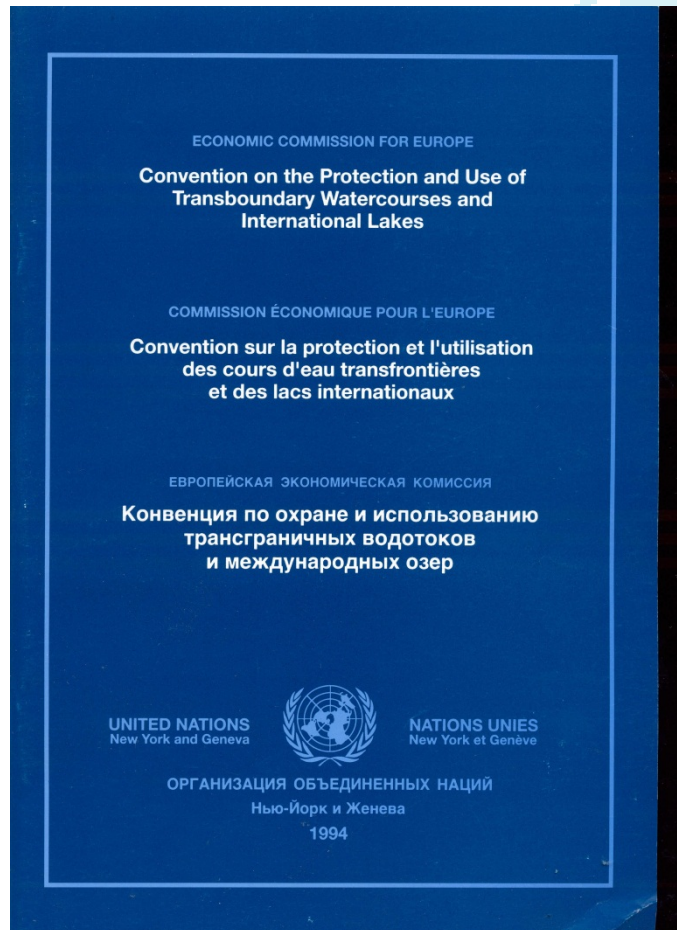 ECONOMIC COMMISSION FOR EUROPE
Convention on the Protection and Use of
Transboundary Watercourses and
International Lakes
COMMISSION ÉCONOMIQUE POUR L'EUROPE
Convention sur la protection et l'utilisation
des cours d'eau transfrontières
et des lacs internationaux
ЕВРОПЕЙСКАЯ ЭКОНОМИЧЕСКАЯ КОМИССИЯ
Конвенция по охране и использованию
трансграничных водотоков
и международных озер
UNITED NATIONS
New York and Geneva
NATIONS UNIES
New York et Genève
ОРГАНИЗАЦИЯ ОБЪЕДИНЕННЫХ НАЦИЙ
Нью-Йорк и Женева
1994